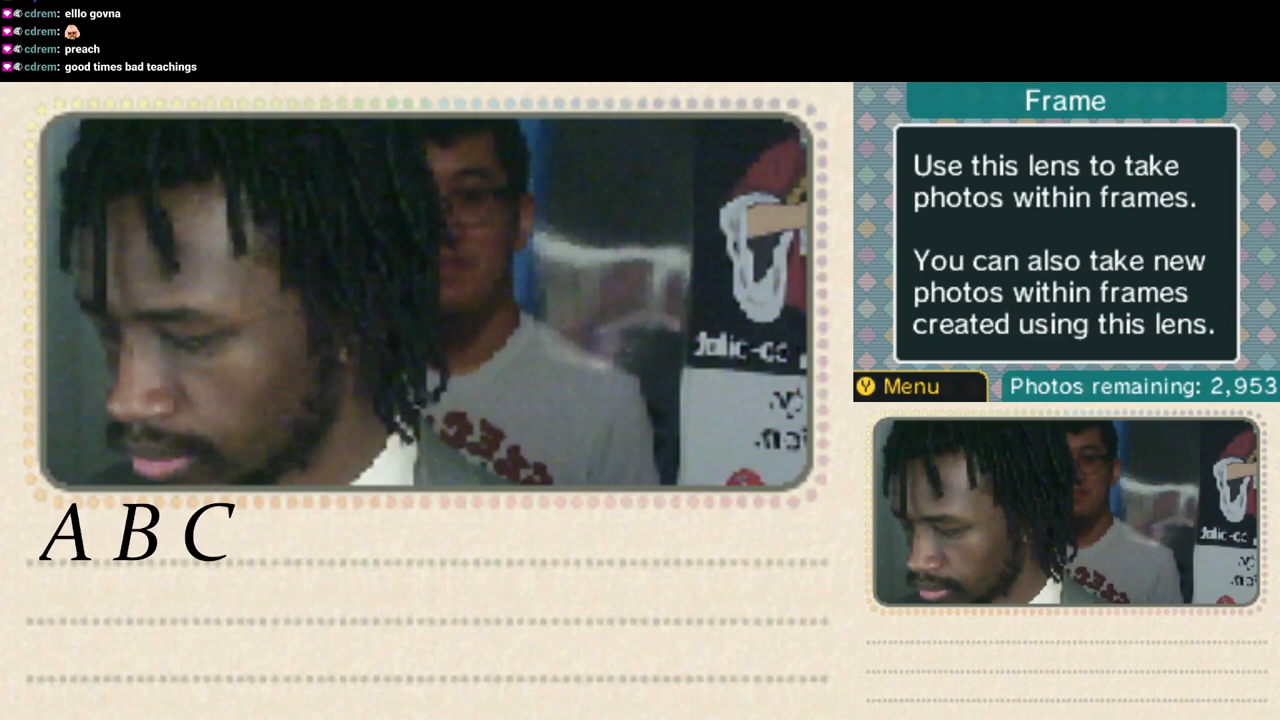 cdrem: elllo govna
cdrem:
cdrem: preach
cdrem: good times bad teachings
A B C
Frame
Use this lens to take
photos within frames.
You can also take new
photos within frames
created using this lens.
Y Menu
Photos remaining: 2,953